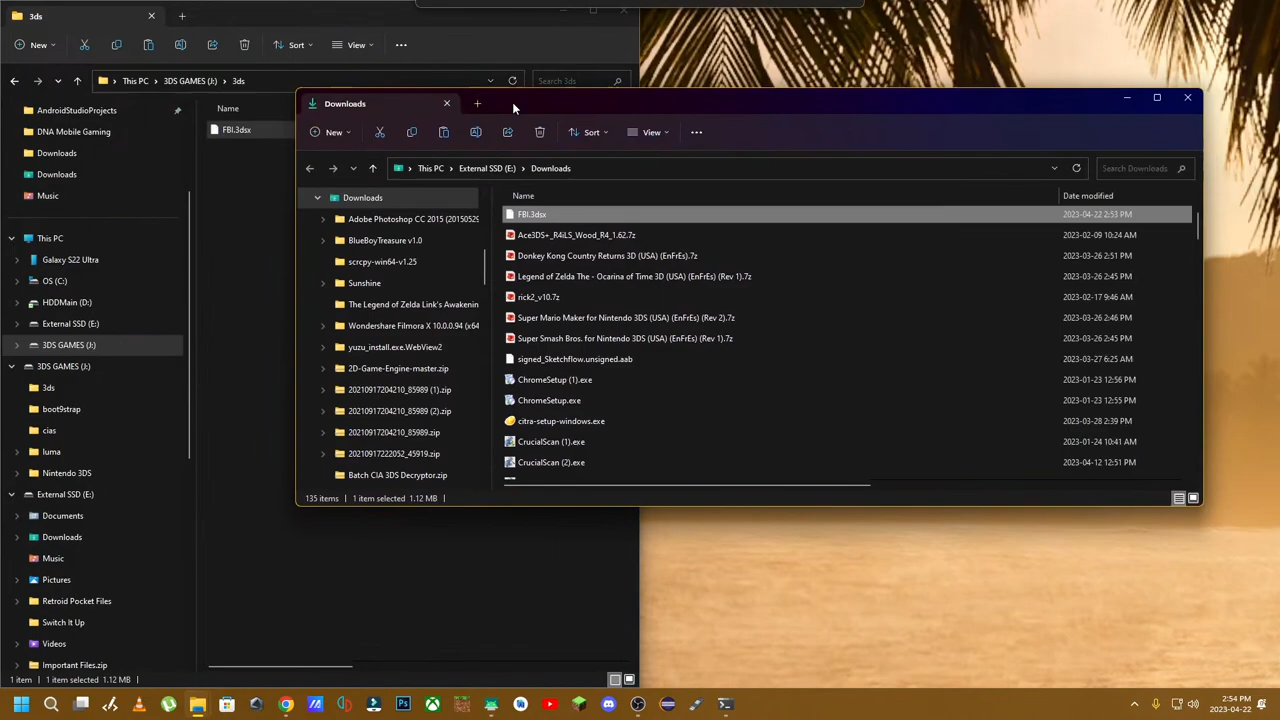 3ds
New
Sort
View
This PC
3DS GAMES (J:)
3ds
Search 3ds
Name
FBI.3dsx
AndroidStudioProjects
DNA Mobile Gaming
Downloads
Downloads
Music
This PC
Galaxy S22 Ultra
OS (C:)
HDDMain (D:)
External SSD (E:)
3DS GAMES (J:)
3DS GAMES (J:)
3ds
boot9strap
cias
luma
Nintendo 3DS
External SSD (E:)
Documents
Downloads
Music
Pictures
Retroid Pocket Files
Switch It Up
Videos
Important Files.zip
1 item
1 item selected 1.12 MB
Downloads
New
Sort
View
This PC
External SSD (E:)
Downloads
Search Downloads
Downloads
Adobe Photoshop CC 2015 (20150529
BlueBoyTreasure v1.0
scrcpy-win64-v1.25
Sunshine
The Legend of Zelda Link's Awakenin
Wondershare Filmora X 10.0.0.94 (x64
yuzu_install.exe.WebView2
2D-Game-Engine-master.zip
20210917204210_85989 (1).zip
20210917204210_85989 (2).zip
20210917204210_85989.zip
20210917222052_45919.zip
Batch CIA 3DS Decryptor.zip
Name Date modified
FBI.3dsx 2023-04-22 2:53 PM
Ace3DS+_R4iLS_Wood_R4_1.62.7z 2023-02-09 10:24 AM
Donkey Kong Country Returns 3D (USA) (EnFrEs).7z 2023-03-26 2:51 PM
Legend of Zelda The - Ocarina of Time 3D (USA) (EnFrEs) (Rev 1).7z 2023-03-26 2:45 PM
rick2_v10.7z 2023-02-17 9:46 AM
Super Mario Maker for Nintendo 3DS (USA) (EnFrEs) (Rev 2).7z 2023-03-26 2:46 PM
Super Smash Bros. for Nintendo 3DS (USA) (EnFrEs) (Rev 1).7z 2023-03-26 2:45 PM
signed_Sketchflow.unsigned.aab 2023-03-27 6:25 AM
ChromeSetup (1).exe 2023-01-23 12:56 PM
ChromeSetup.exe 2023-01-23 12:55 PM
citra-setup-windows.exe 2023-03-28 2:39 PM
CrucialScan (1).exe 2023-01-24 10:41 AM
CrucialScan (2).exe 2023-04-12 12:51 PM
135 items
1 item selected 1.12 MB
2:54 PM
2023-04-22